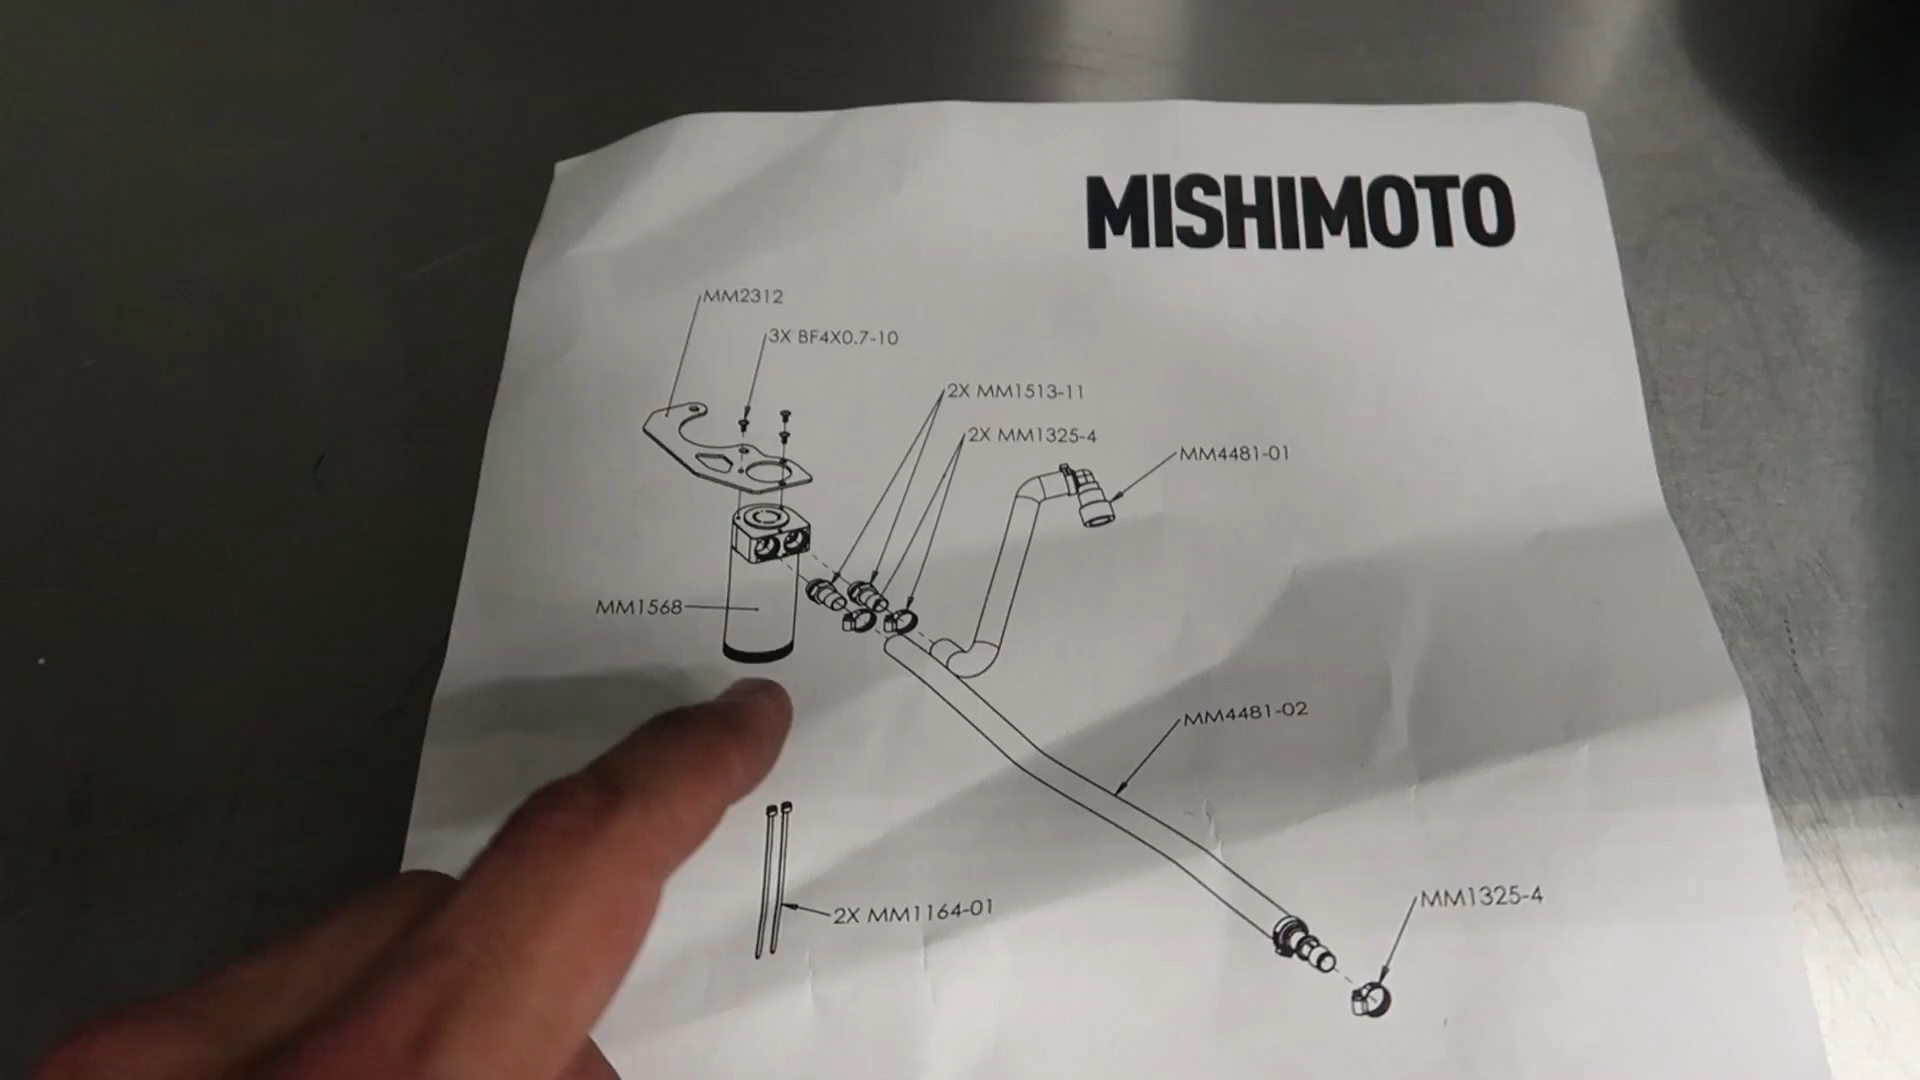 MISHIMOTO
MM2312
3X BF4X0.7-10
2X MM1513-11
2X MM1325-4
MM4481-01
MM1568
MM4481-02
MM1325-4
2X MM1164-01